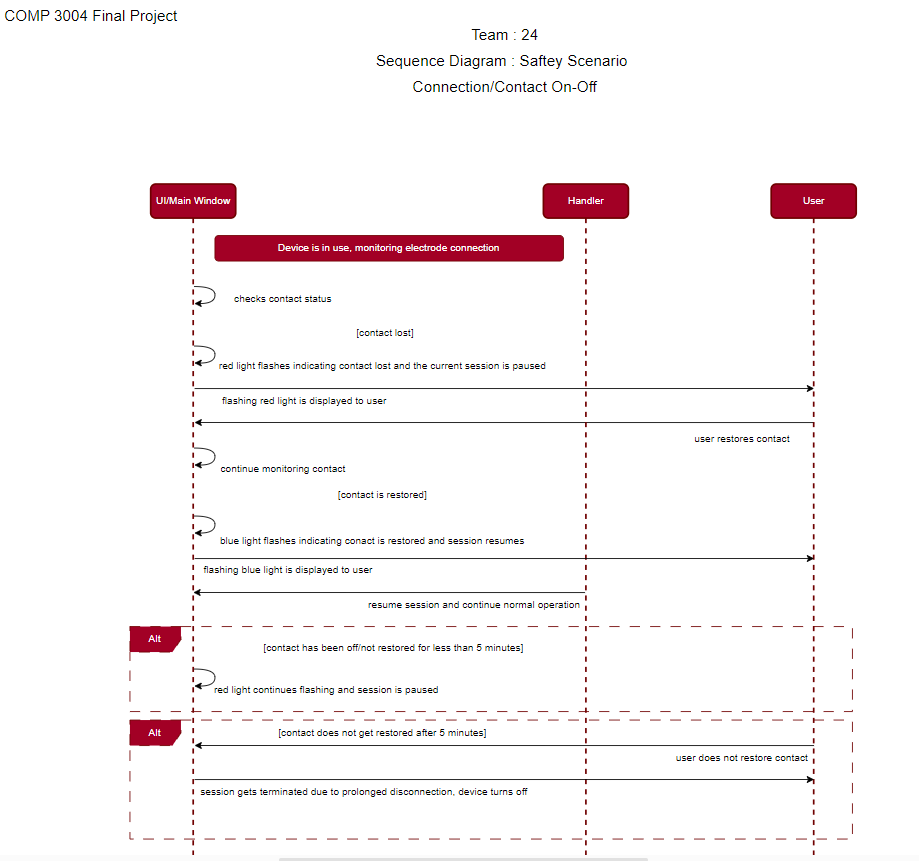 COMP 3004 Final Project
Team : 24
Sequence Diagram : Saftey Scenario
Connection/Contact On-Off
UI/Main Window
Handler
User
Device is in use, monitoring electrode connection
checks contact status
[contact lost]
red light flashes indicating contact lost and the current session is paused
flashing red light is displayed to user
user restores contact
continue monitoring contact
[contact is restored]
blue light flashes indicating conact is restored and session resumes
flashing blue light is displayed to user
resume session and continue normal operation
Alt
[contact has been off/not restored for less than 5 minutes]
red light continues flashing and session is paused
Alt
[contact does not get restored after 5 minutes]
user does not restore contact
session gets terminated due to prolonged disconnection, device turns off